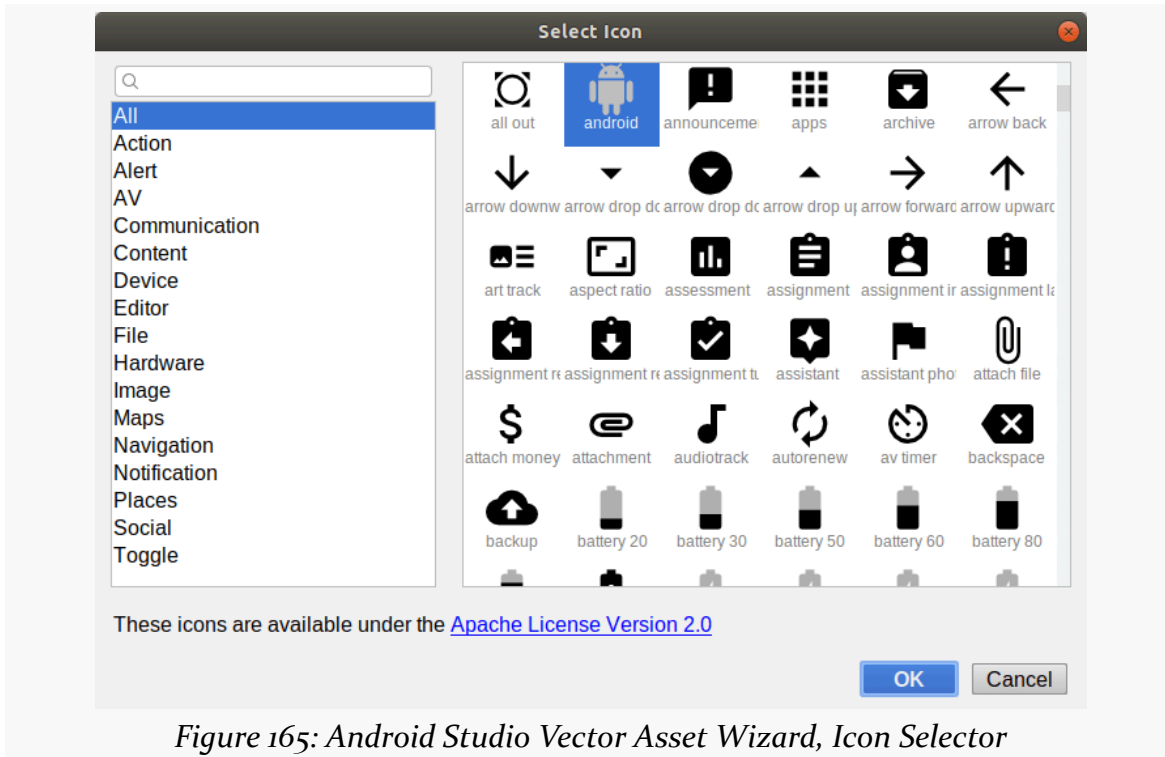 Select Icon
All
Action
Alert
AV
Communication
Content
Device
Editor
File
Hardware
Image
Maps
Navigation
Notification
Places
Social
Toggle
all out android announceme apps archive arrow back
arrow downw arrow drop do arrow drop do arrow drop up arrow forward arrow upward
art track aspect ratio assessment assignment assignment in assignment la
assignment re assignment re assignment tu assistant assistant pho attach file
attach money attachment audiotrack autorenew av timer backspace
backup battery 20 battery 30 battery 50 battery 60 battery 80
These icons are available under the Apache License Version 2.0
OK Cancel
Figure 165: Android Studio Vector Asset Wizard, Icon Selector